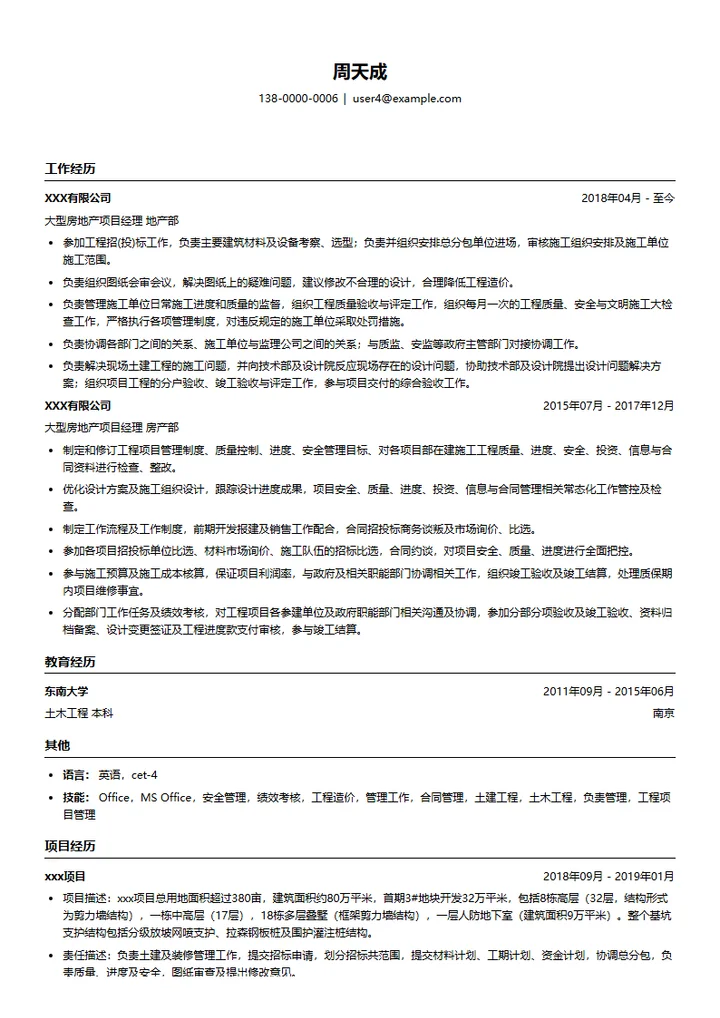 周天成
138-0000-0006 | user4@example.com
工作经历
XXX有限公司 2018年04月 - 至今
大型房地产项目经理 地产部
• 参加工程招(投)标工作，负责主要建筑材料及设备考察、选型；负责并组织安排总分包单位进场，审核施工组织安排及施工单位
施工范围。
• 负责组织图纸会审会议，解决图纸上的疑难问题，建议修改不合理的设计，合理降低工程造价。
• 负责管理施工单位日常施工进度和质量的监督，组织工程质量验收与评定工作，组织每月一次的工程质量、安全与文明施工大检
查工作，严格执行各项管理制度，对违反规定的施工单位采取处罚措施。
• 负责协调各部门之间的关系、施工单位与监理公司之间的关系；与质监、安监等政府主管部门对接协调工作。
• 负责解决现场土建工程的施工问题，并向技术部及设计院反应现场存在的设计问题，协助技术部及设计院提出设计问题解决方
案；组织项目工程的分户验收、竣工验收与评定工作，参与项目交付的综合验收工作。
XXX有限公司 2015年07月 - 2017年12月
大型房地产项目经理 房产部
• 制定和修订工程项目管理制度、质量控制、进度、安全管理目标、对各项目部在建施工工程质量、进度、安全、投资、信息与合
同资料进行检查、整改。
• 优化设计方案及施工组织设计，跟踪设计进度成果，项目安全、质量、进度、投资、信息与合同管理相关常态化工作管控及检
查。
• 制定工作流程及工作制度，前期开发报建及销售工作配合，合同招投标商务谈叛及市场询价、比选。
• 参加各项目招投标单位比选、材料市场询价、施工队伍的招标比选，合同约谈，对项目安全、质量、进度进行全面把控。
• 参与施工预算及施工成本核算，保证项目利润率，与政府及相关职能部门协调相关工作，组织竣工验收及竣工结算，处理质保期
内项目维修事宜。
• 分配部门工作任务及绩效考核，对工程项目各参建单位及政府职能部门相关沟通及协调，参加分部分项验收及竣工验收、资料归
档备案、设计变更签证及工程进度款支付审核，参与竣工结算。
教育经历
东南大学 2011年09月 - 2015年06月
土木工程 本科 南京
其他
• 语言： 英语，cet-4
• 技能： Office，MS Office，安全管理，绩效考核，工程造价，管理工作，合同管理，土建工程，土木工程，负责管理，工程项
目管理
项目经历
xxx项目 2018年09月 - 2019年01月
• 项目描述：xxx项目总用地面积超过380亩，建筑面积约80万平米，首期3#地块开发32万平米，包括8栋高层（32层，结构形式
为剪力墙结构），一栋中高层（17层），18栋多层叠墅（框架剪力墙结构），一层人防地下室（建筑面积9万平米）。整个基坑
支护结构包括分级放坡网喷支护、拉森钢板桩及围护灌注桩结构。
• 责任描述：负责土建及装修管理工作，提交招标申请，划分招标共范围，提交材料计划、工期计划、资金计划，协调总分包，负
责质量、进度及安全，图纸审查及提出修改意见。